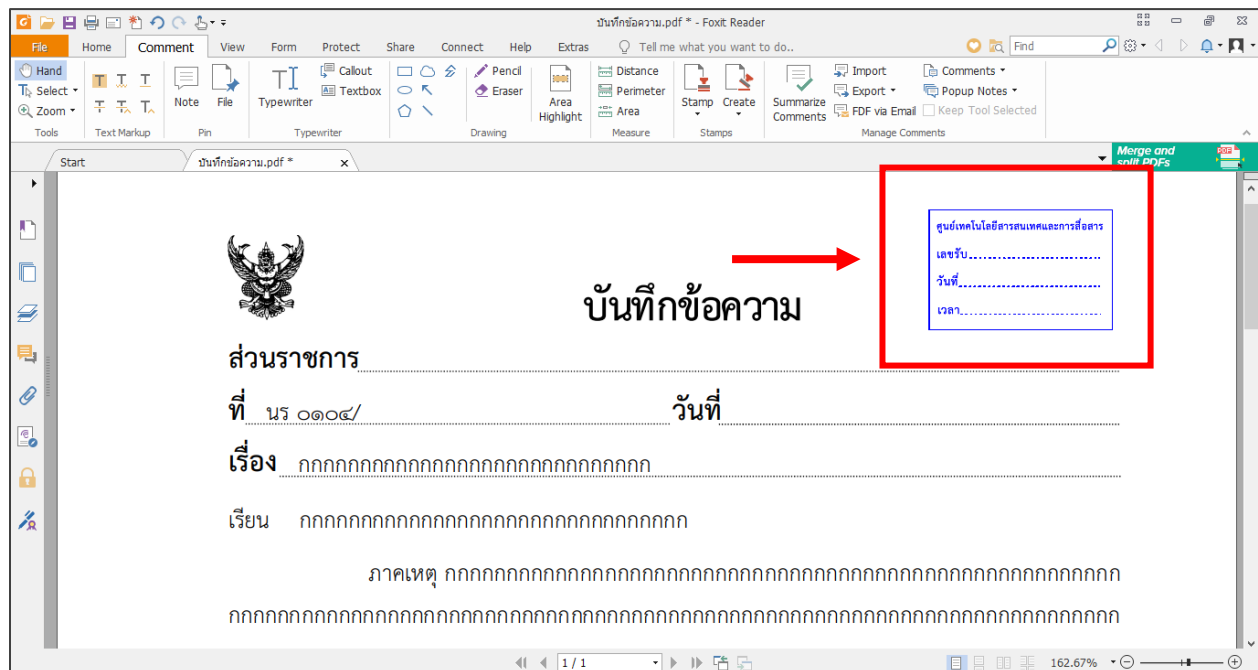 บันทึกข้อความ.pdf * - Foxit Reader
File Home Comment View Form Protect Share Connect Help Extras Tell me what you want to do.. Find
Hand
Select
Zoom
Tools
T T T
T T T
Text Markup
Note File
Pin
Typewriter
Callout
Textbox
Typewriter
Pencil
Eraser
Drawing
Area Highlight
Distance
Perimeter
Area
Measure
Stamp Create
Stamps
Summarize Comments
Import
Export
FDF via Email
Comments
Popup Notes
Keep Tool Selected
Manage Comments
Start บันทึกข้อความ.pdf * x
Merge and
split PDFs
PDF
ศูนย์เทคโนโลยีสารสนเทศและการสื่อสาร
เลขรับ
วันที่
เวลา
บันทึกข้อความ
ส่วนราชการ
ที่ นร ๐๑๐๔/ วันที่
เรื่อง กกกกกกกกกกกกกกกกกกกกกกกกกกกกก
เรียน กกกกกกกกกกกกกกกกกกกกกกกกกกกกกกกก
ภาคเหตุ กกกกกกกกกกกกกกกกกกกกกกกกกกกกกกกกกกกกกกกกกกกกกกกกกกกกกกก
กกกกกกกกกกกกกกกกกกกกกกกกกกกกกกกกกกกกกกกกกกกกกกกกกกกกกกกกกกกกกกกกกกกกกกกกก
1 / 1
162.67%